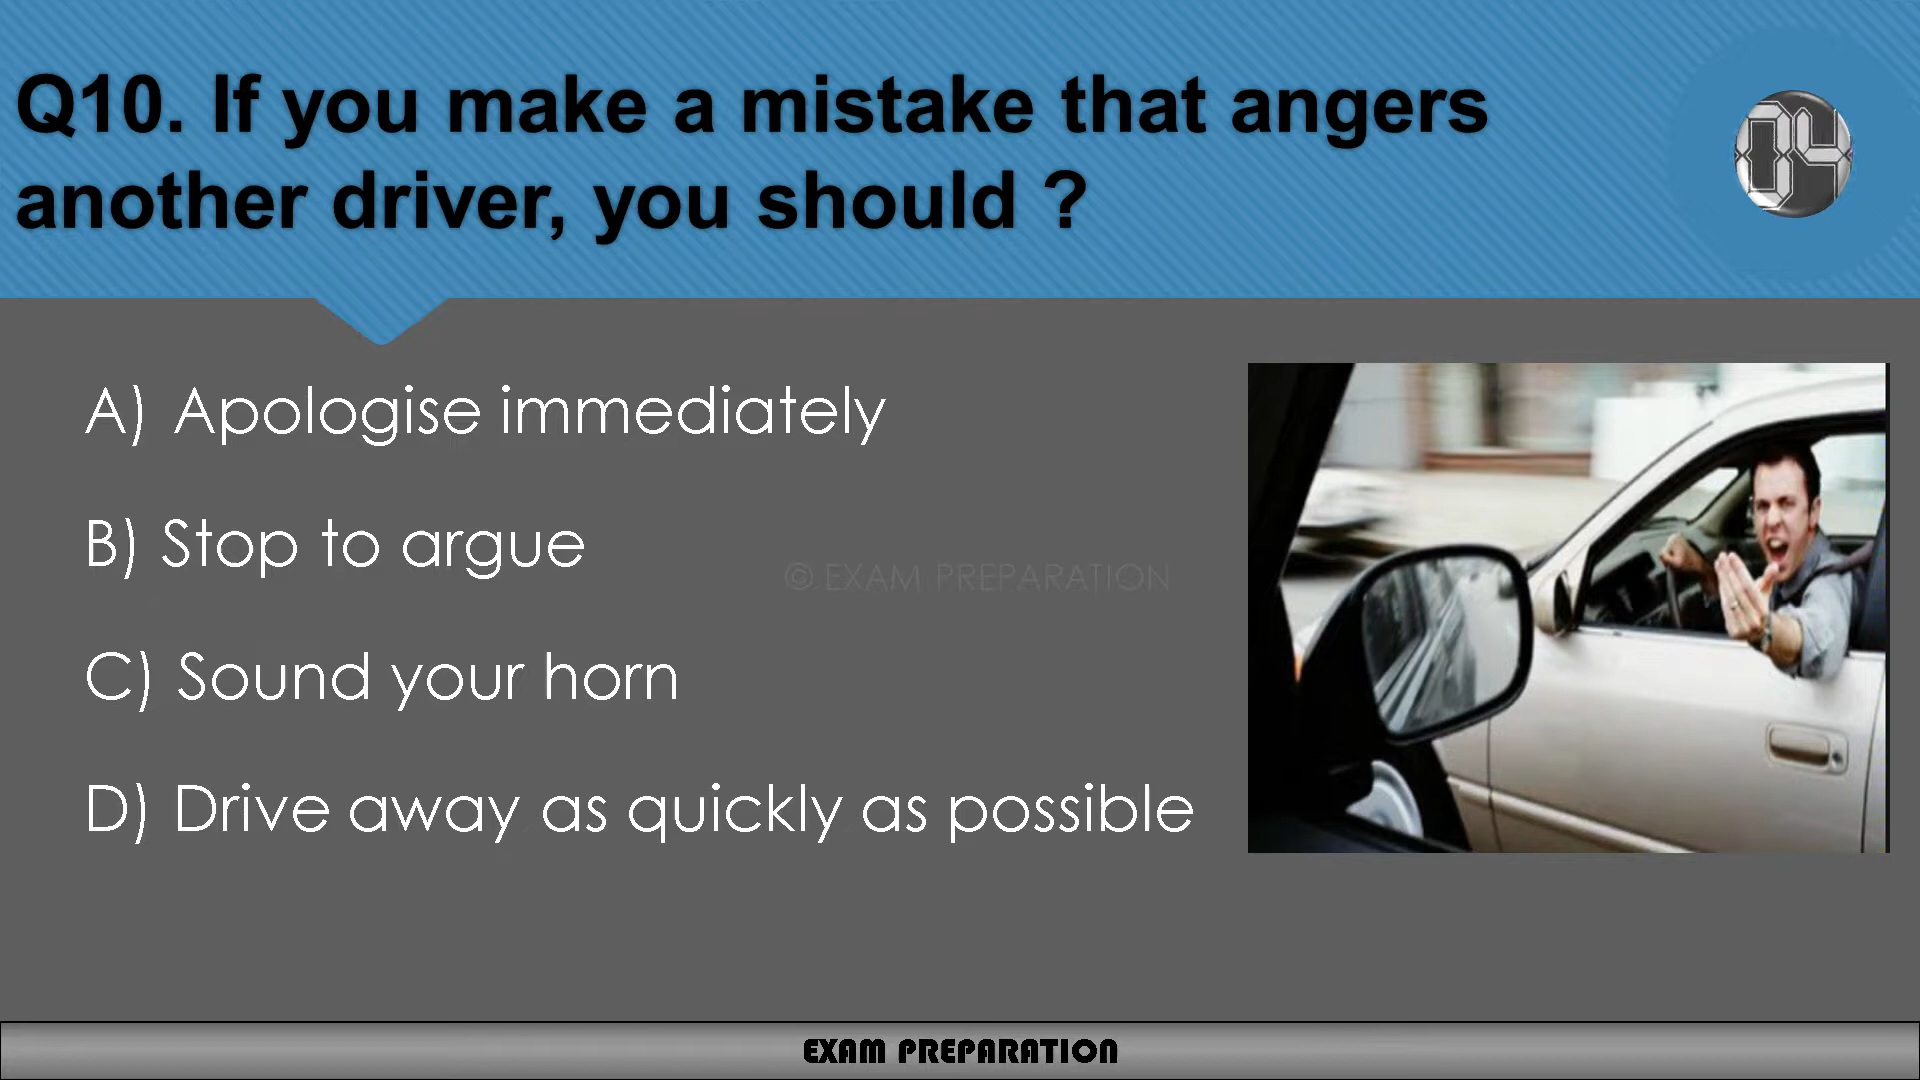 Q10. If you make a mistake that angers
another driver, you should ?
04
A) Apologise immediately
B) Stop to argue
© EXAM PREPARATION
C) Sound your horn
D) Drive away as quickly as possible
EXAM PREPARATION